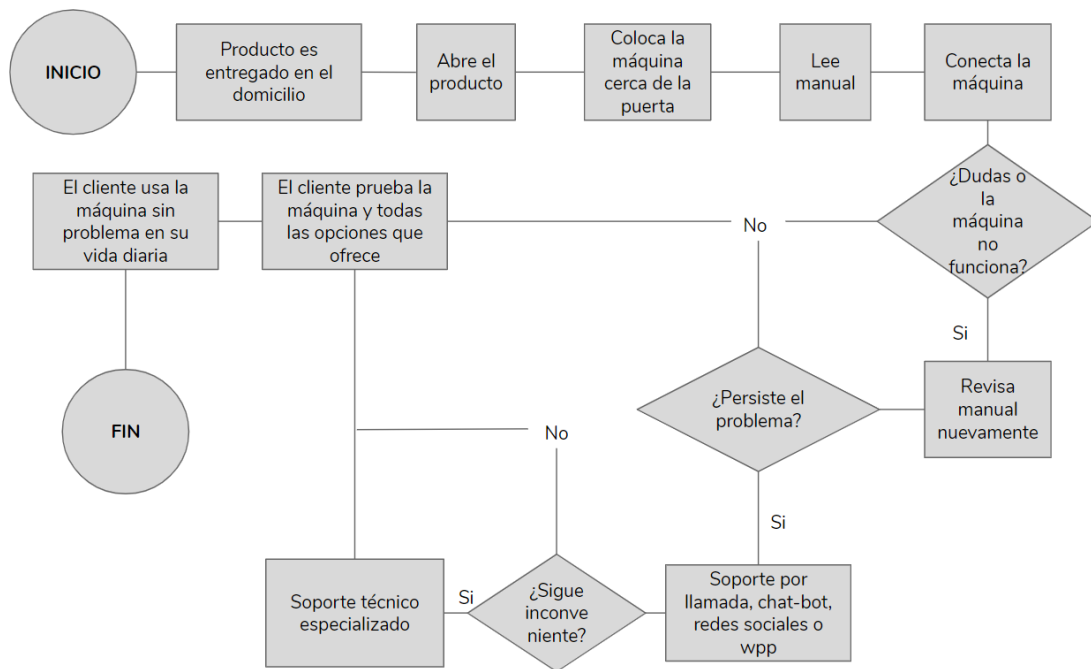 INICIO
Producto es
entregado en el
domicilio
Abre el
producto
Coloca la
máquina
cerca de la
puerta
Lee
manual
Conecta la
máquina
El cliente usa la
máquina sin
problema en su
vida diaria
El cliente prueba la
máquina y todas
las opciones que
ofrece
No
¿Dudas o
la
máquina
no
funciona?
Si
FIN
¿Persiste el
problema?
Revisa
manual
nuevamente
No
Si
Soporte técnico
especializado
Si
¿Sigue
inconve
niente?
Soporte por
llamada, chat-bot,
redes sociales o
wpp